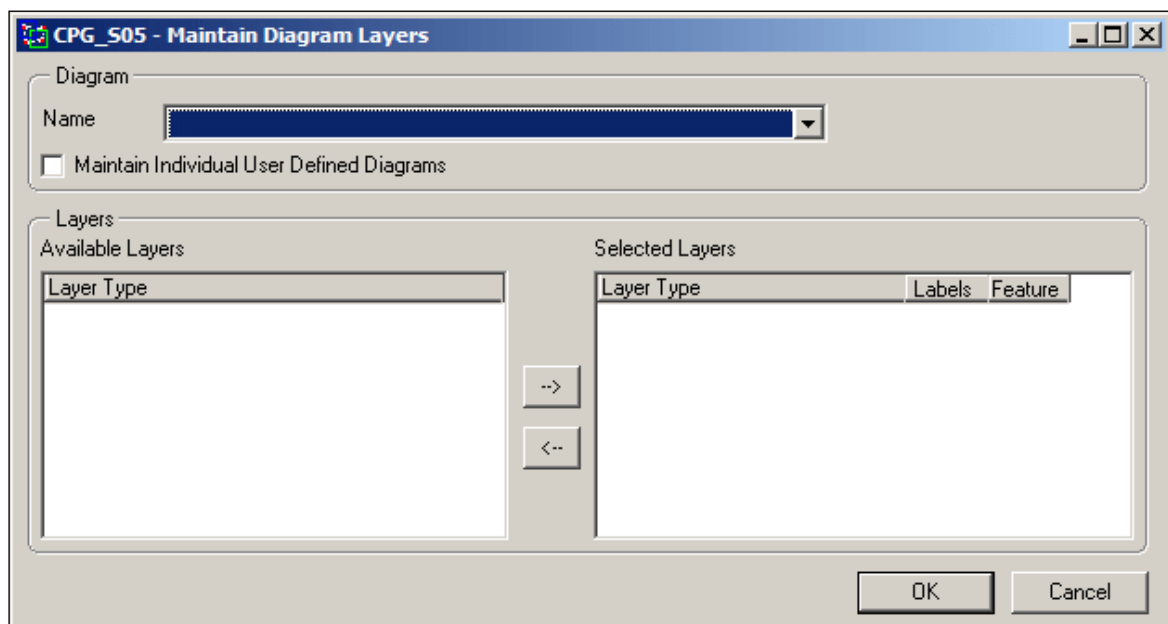 CPG_S05 - Maintain Diagram Layers
Diagram
Name
Maintain Individual User Defined Diagrams
Layers
Available Layers
Selected Layers
Layer Type
Layer Type Labels Feature
-->
<--
OK Cancel